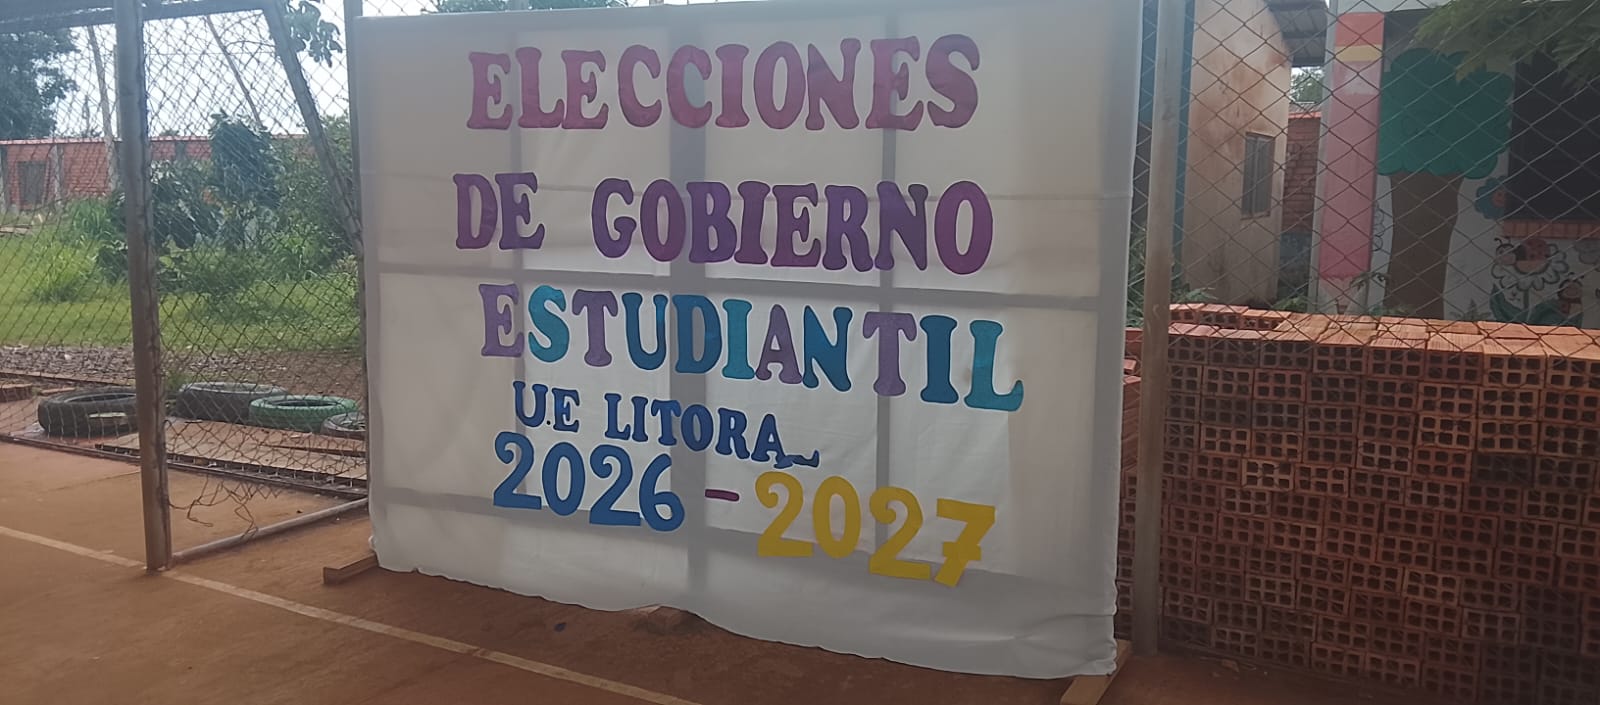 ELECCIONES
DE GOBIERNO
ESTUDIANTIL
U.E LITORAL
2026-2027